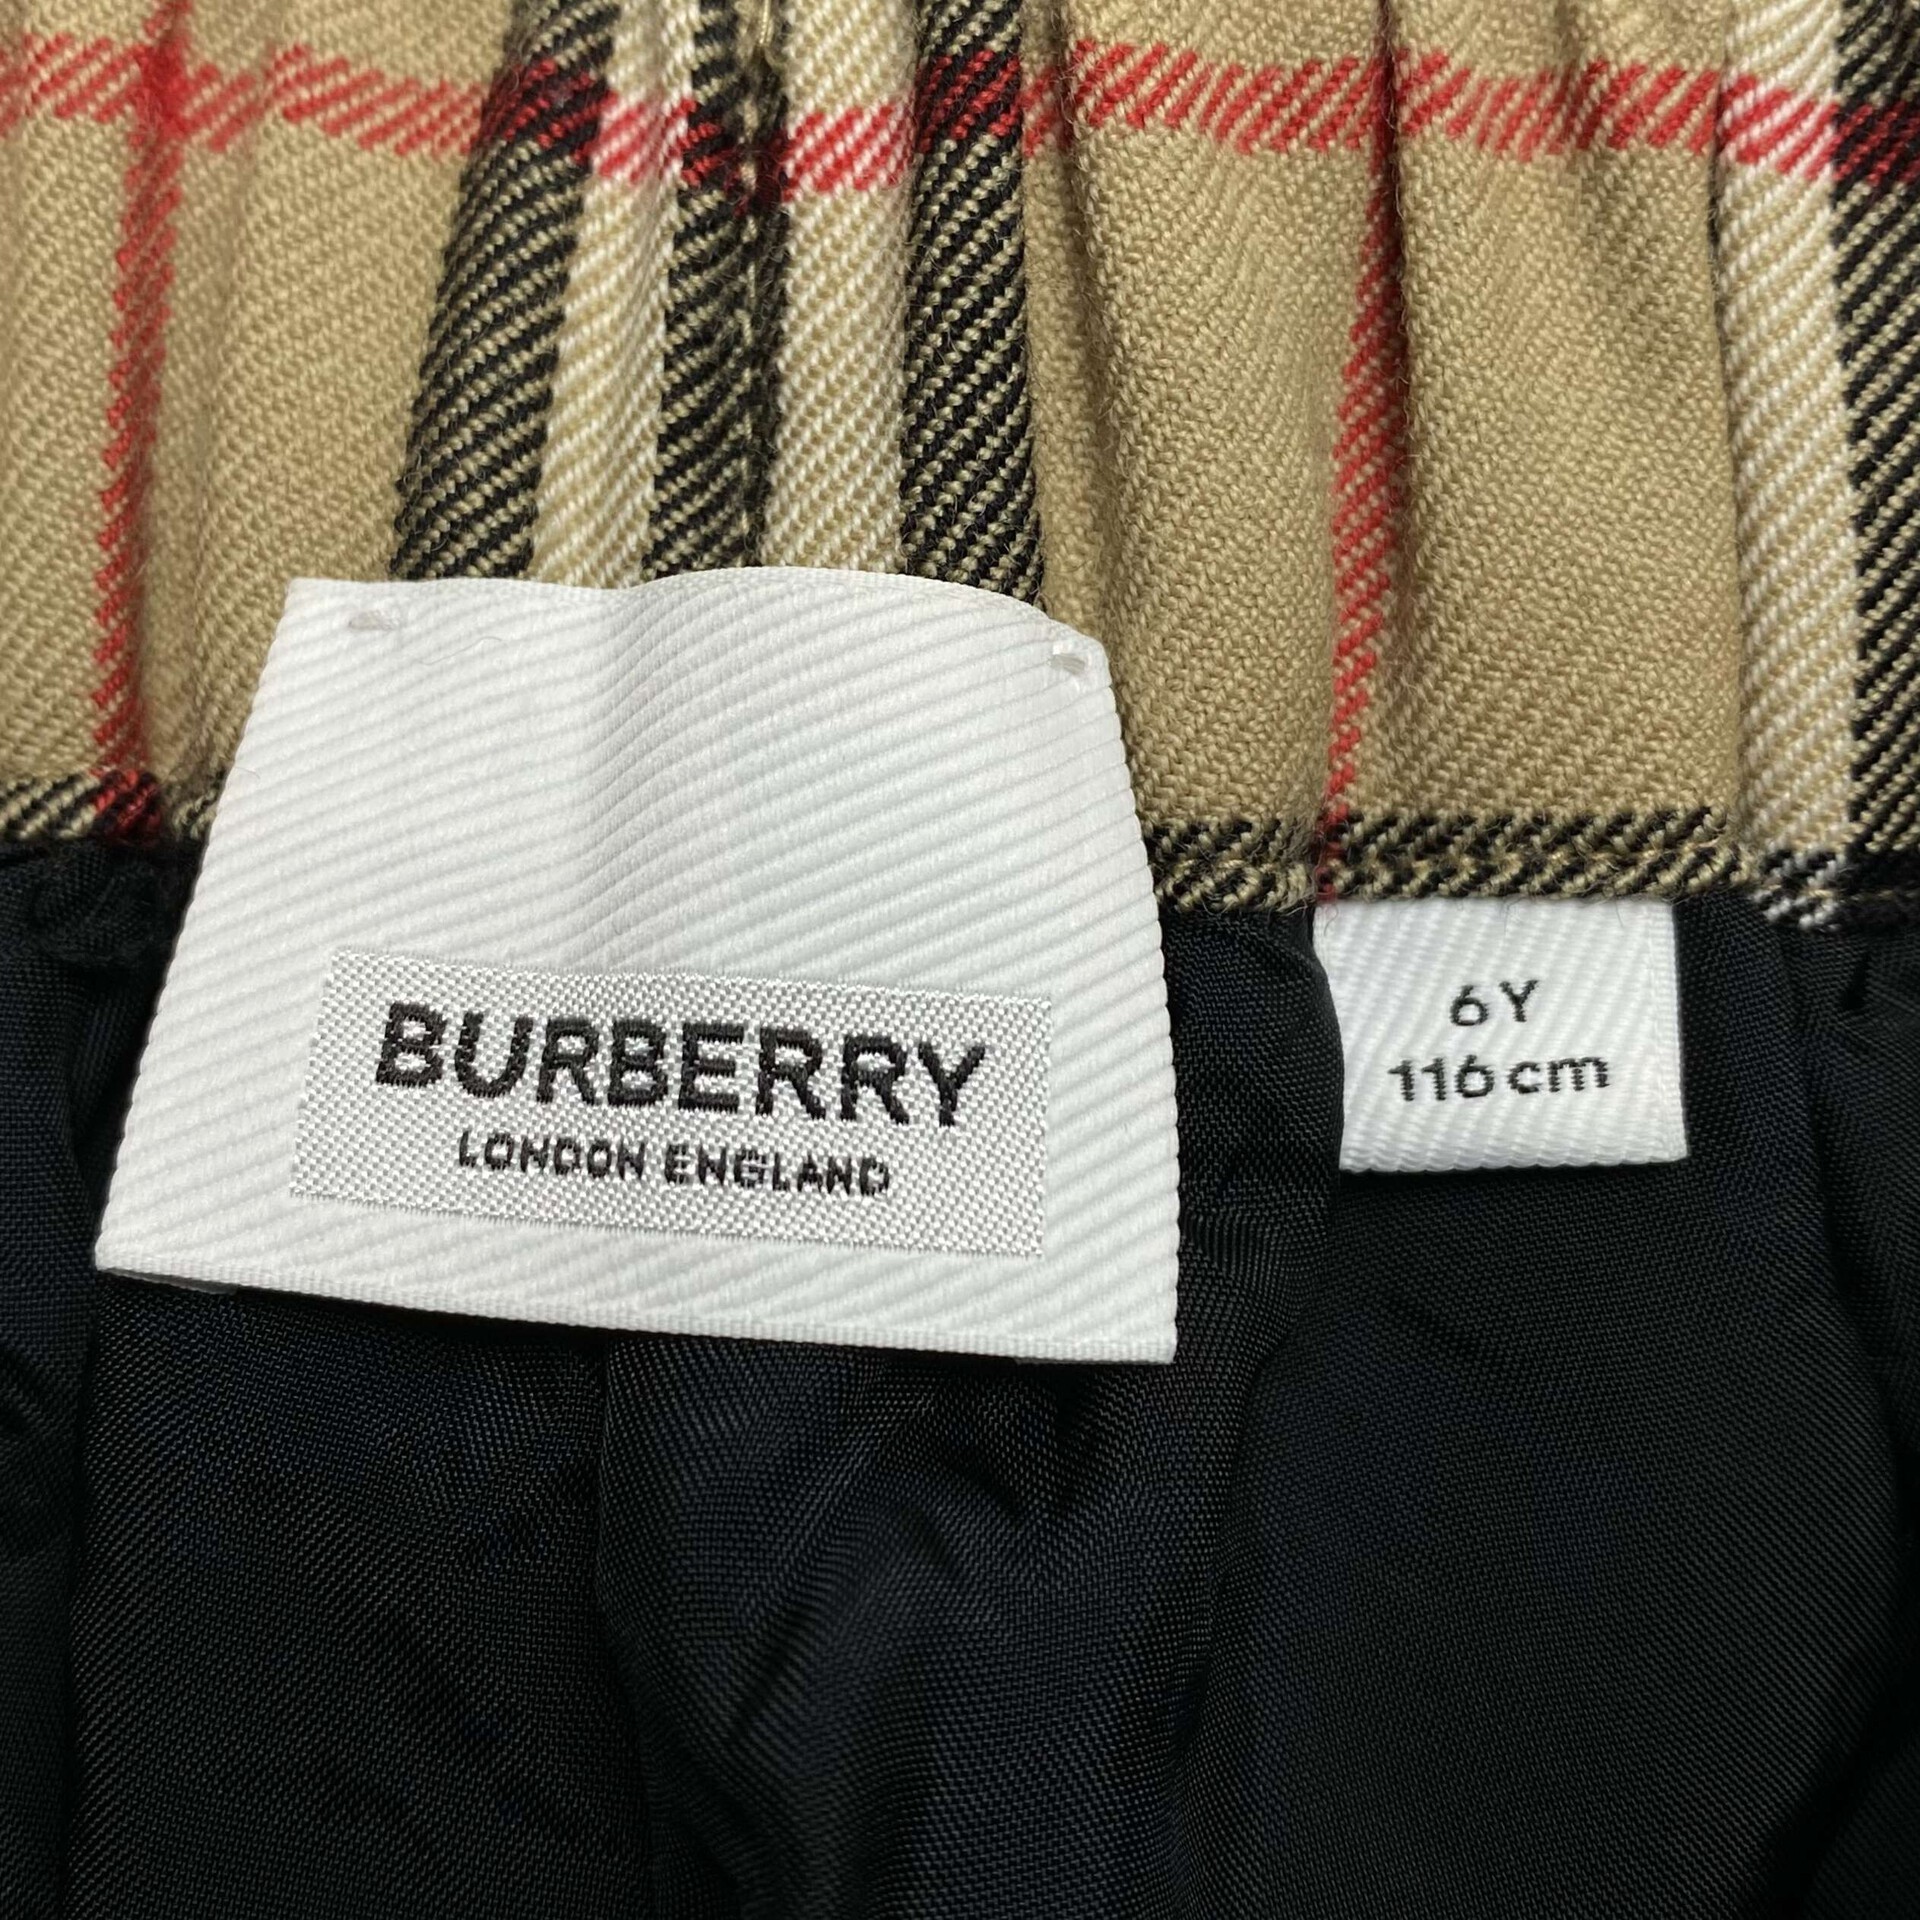 BURBERRY
LONDON ENGLAND
6Y
116cm